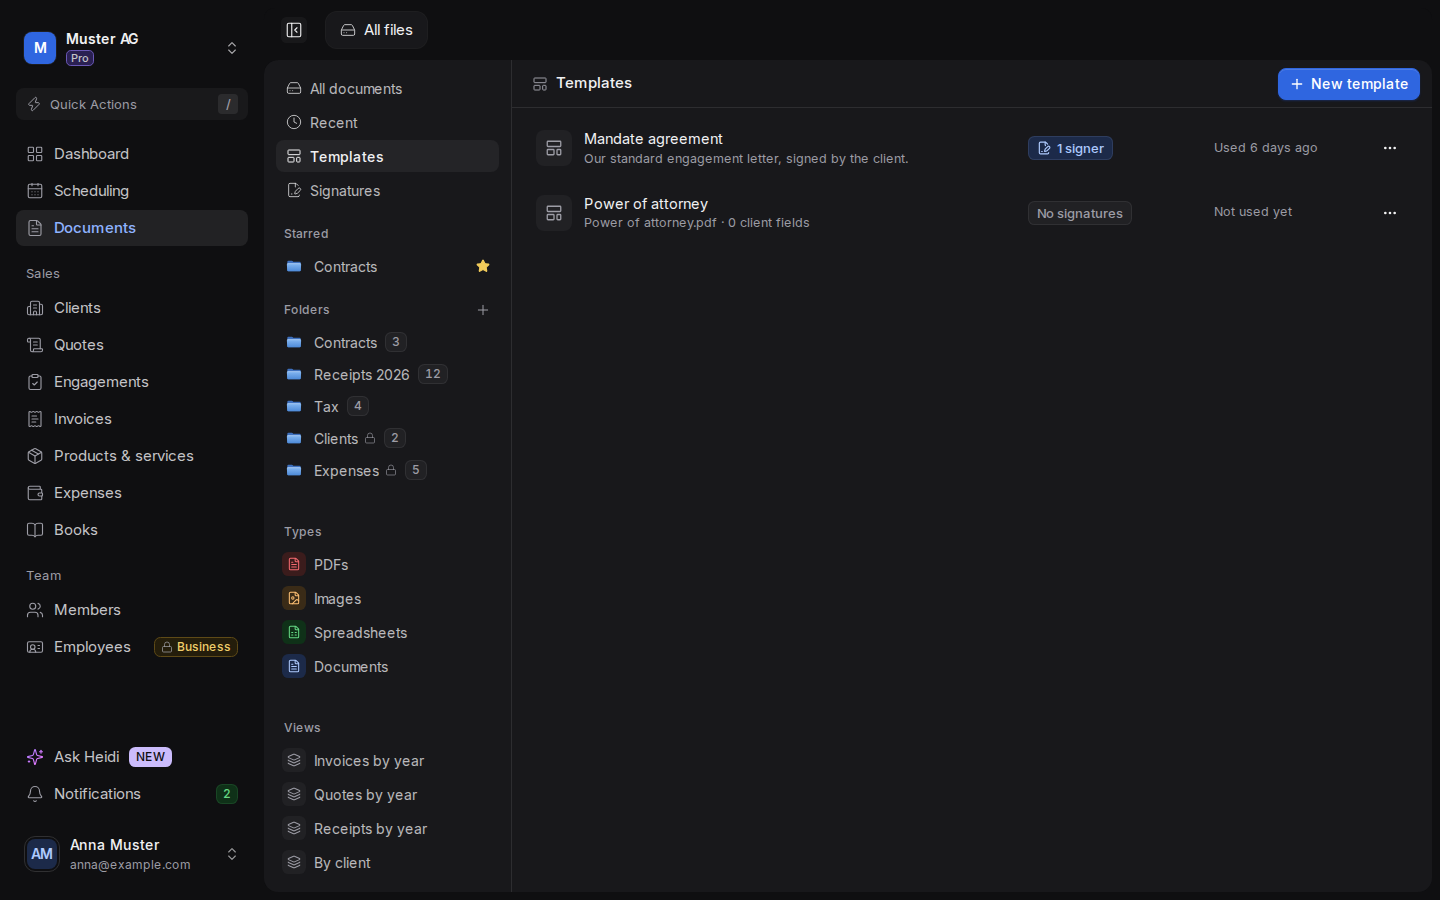 M
Muster AG
Pro
Quick Actions
/
Dashboard
Scheduling
Documents
Sales
Clients
Quotes
Engagements
Invoices
Products & services
Expenses
Books
Team
Members
Employees
Business
Ask Heidi
NEW
Notifications
2
AM
Anna Muster
anna@example.com
All files
All documents
Recent
Templates
Signatures
Starred
Contracts
Folders
Contracts
3
Receipts 2026
12
Tax
4
Clients
2
Expenses
5
Types
PDFs
Images
Spreadsheets
Documents
Views
Invoices by year
Quotes by year
Receipts by year
By client
Templates
New template
Mandate agreement
Our standard engagement letter, signed by the client.
1 signer
Used 6 days ago
Power of attorney
Power of attorney.pdf · 0 client fields
No signatures
Not used yet